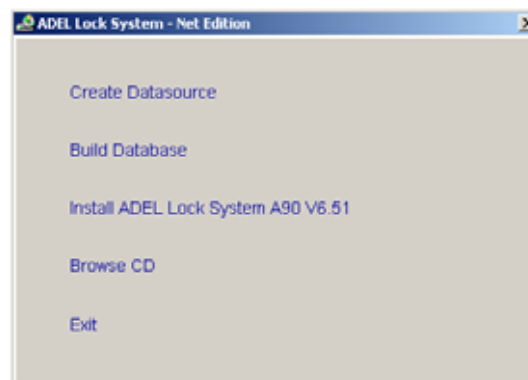 ADEL Lock System - Net Edition
Create Datasource
Build Database
Install ADEL Lock System A90 V6.51
Browse CD
Exit